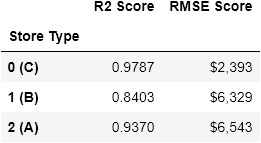 R2 Score RMSE Score
Store Type
0 (C) 0.9787 $2,393
1 (B) 0.8403 $6,329
2 (A) 0.9370 $6,543